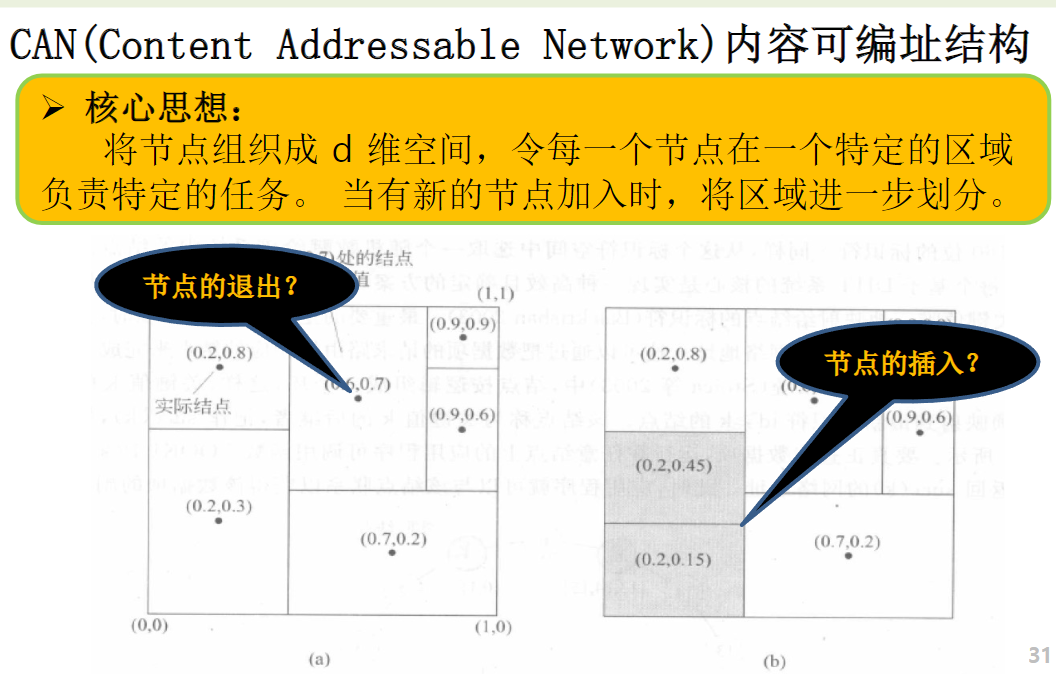 CAN(Content Addressable Network)内容可编址结构
➢ 核心思想：
将节点组织成 d 维空间，令每一个节点在一个特定的区域
负责特定的任务。 当有新的节点加入时，将区域进一步划分。
处的结点
值
节点的退出？
(1,1)
(0.9,0.9)
(0.2,0.8)
实际结点
(0.6,0.7)
(0.9,0.6)
(0.2,0.3)
(0.7,0.2)
(0,0)
(1,0)
(a)
(0.2,0.8)
节点的插入？
(0.9,0.6)
(0.2,0.45)
(0.2,0.15)
(0.7,0.2)
(b)
31